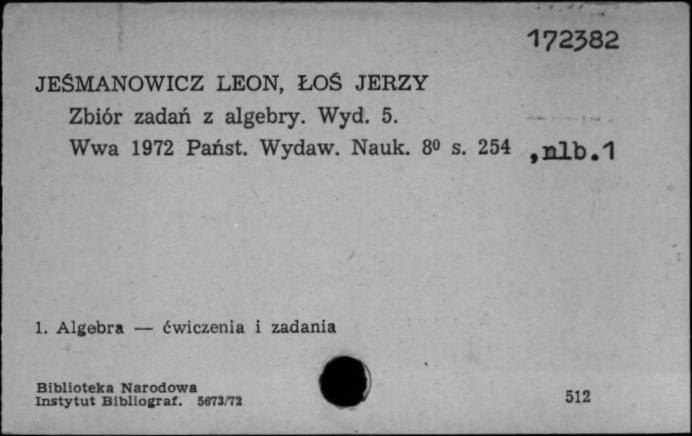 172382
JEŚMANOWICZ LEON, ŁOŚ JERZY
Zbiór zadań z algebry. Wyd. 5.
Wwa 1972 Państ. Wydaw. Nauk. 8⁰ s. 254 ,nlb.1
1. Algebra — ćwiczenia i zadania
Biblioteka Narodowa
Instytut Bibliograf. 5673/72
512